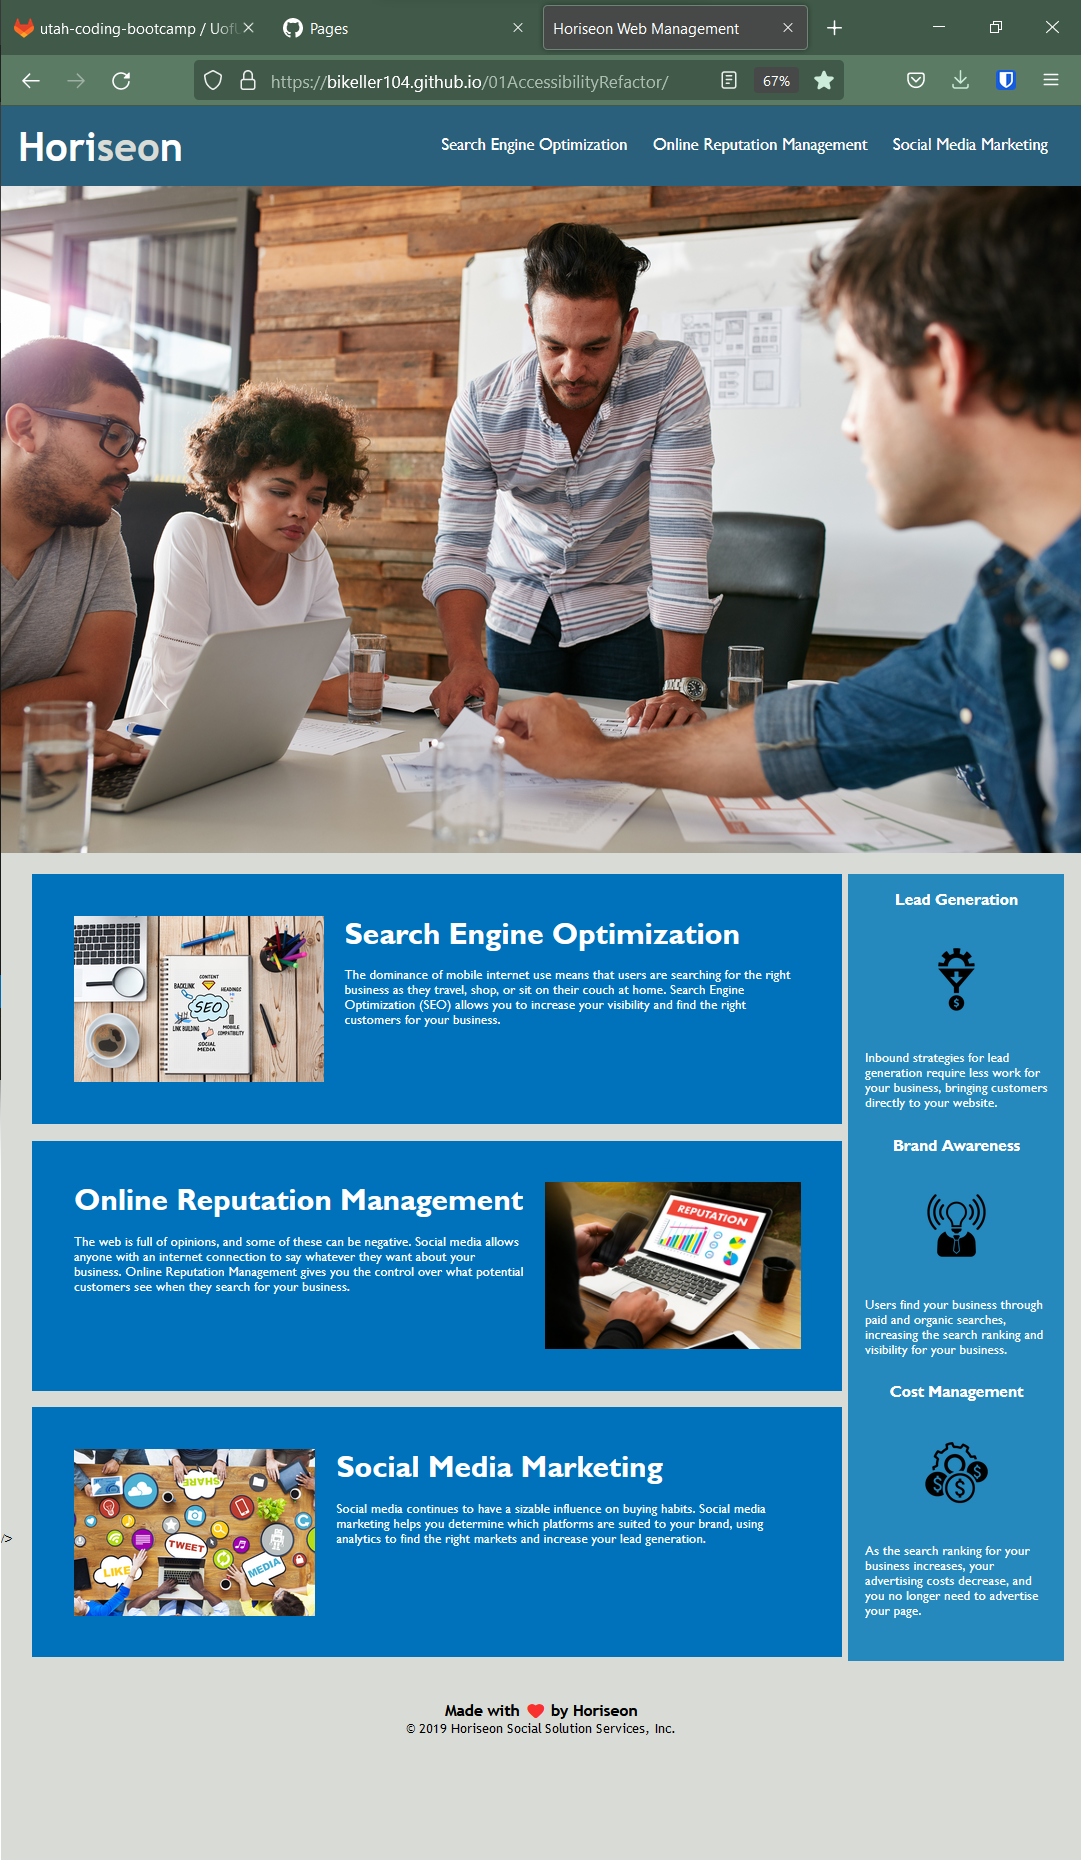 utah-coding-bootcamp / Uof
Pages
Horiseon Web Management
https://bikeller104.github.io/01AccessibilityRefactor/
67%
Horiseon
Search Engine Optimization
Online Reputation Management
Social Media Marketing
CONTENT
BACKLINK
HEADINGS
SEO
LINK BUILDING
MOBILE
COMPATIBILITY
SOCIAL
MEDIA
Search Engine Optimization
The dominance of mobile internet use means that users are searching for the right
business as they travel, shop, or sit on their couch at home. Search Engine
Optimization (SEO) allows you to increase your visibility and find the right
customers for your business.
Online Reputation Management
The web is full of opinions, and some of these can be negative. Social media allows
anyone with an internet connection to say whatever they want about your
business. Online Reputation Management gives you the control over what potential
customers see when they search for your business.
REPUTATION
SHARE
TWEET
LIKE
MEDIA
/>
Social Media Marketing
Social media continues to have a sizable influence on buying habits. Social media
marketing helps you determine which platforms are suited to your brand, using
analytics to find the right markets and increase your lead generation.
Lead Generation
$
Inbound strategies for lead
generation require less work for
your business, bringing customers
directly to your website.
Brand Awareness
Users find your business through
paid and organic searches,
increasing the search ranking and
visibility for your business.
Cost Management
$
$
$
As the search ranking for your
business increases, your
advertising costs decrease, and
you no longer need to advertise
your page.
Made with ❤ by Horiseon
© 2019 Horiseon Social Solution Services, Inc.